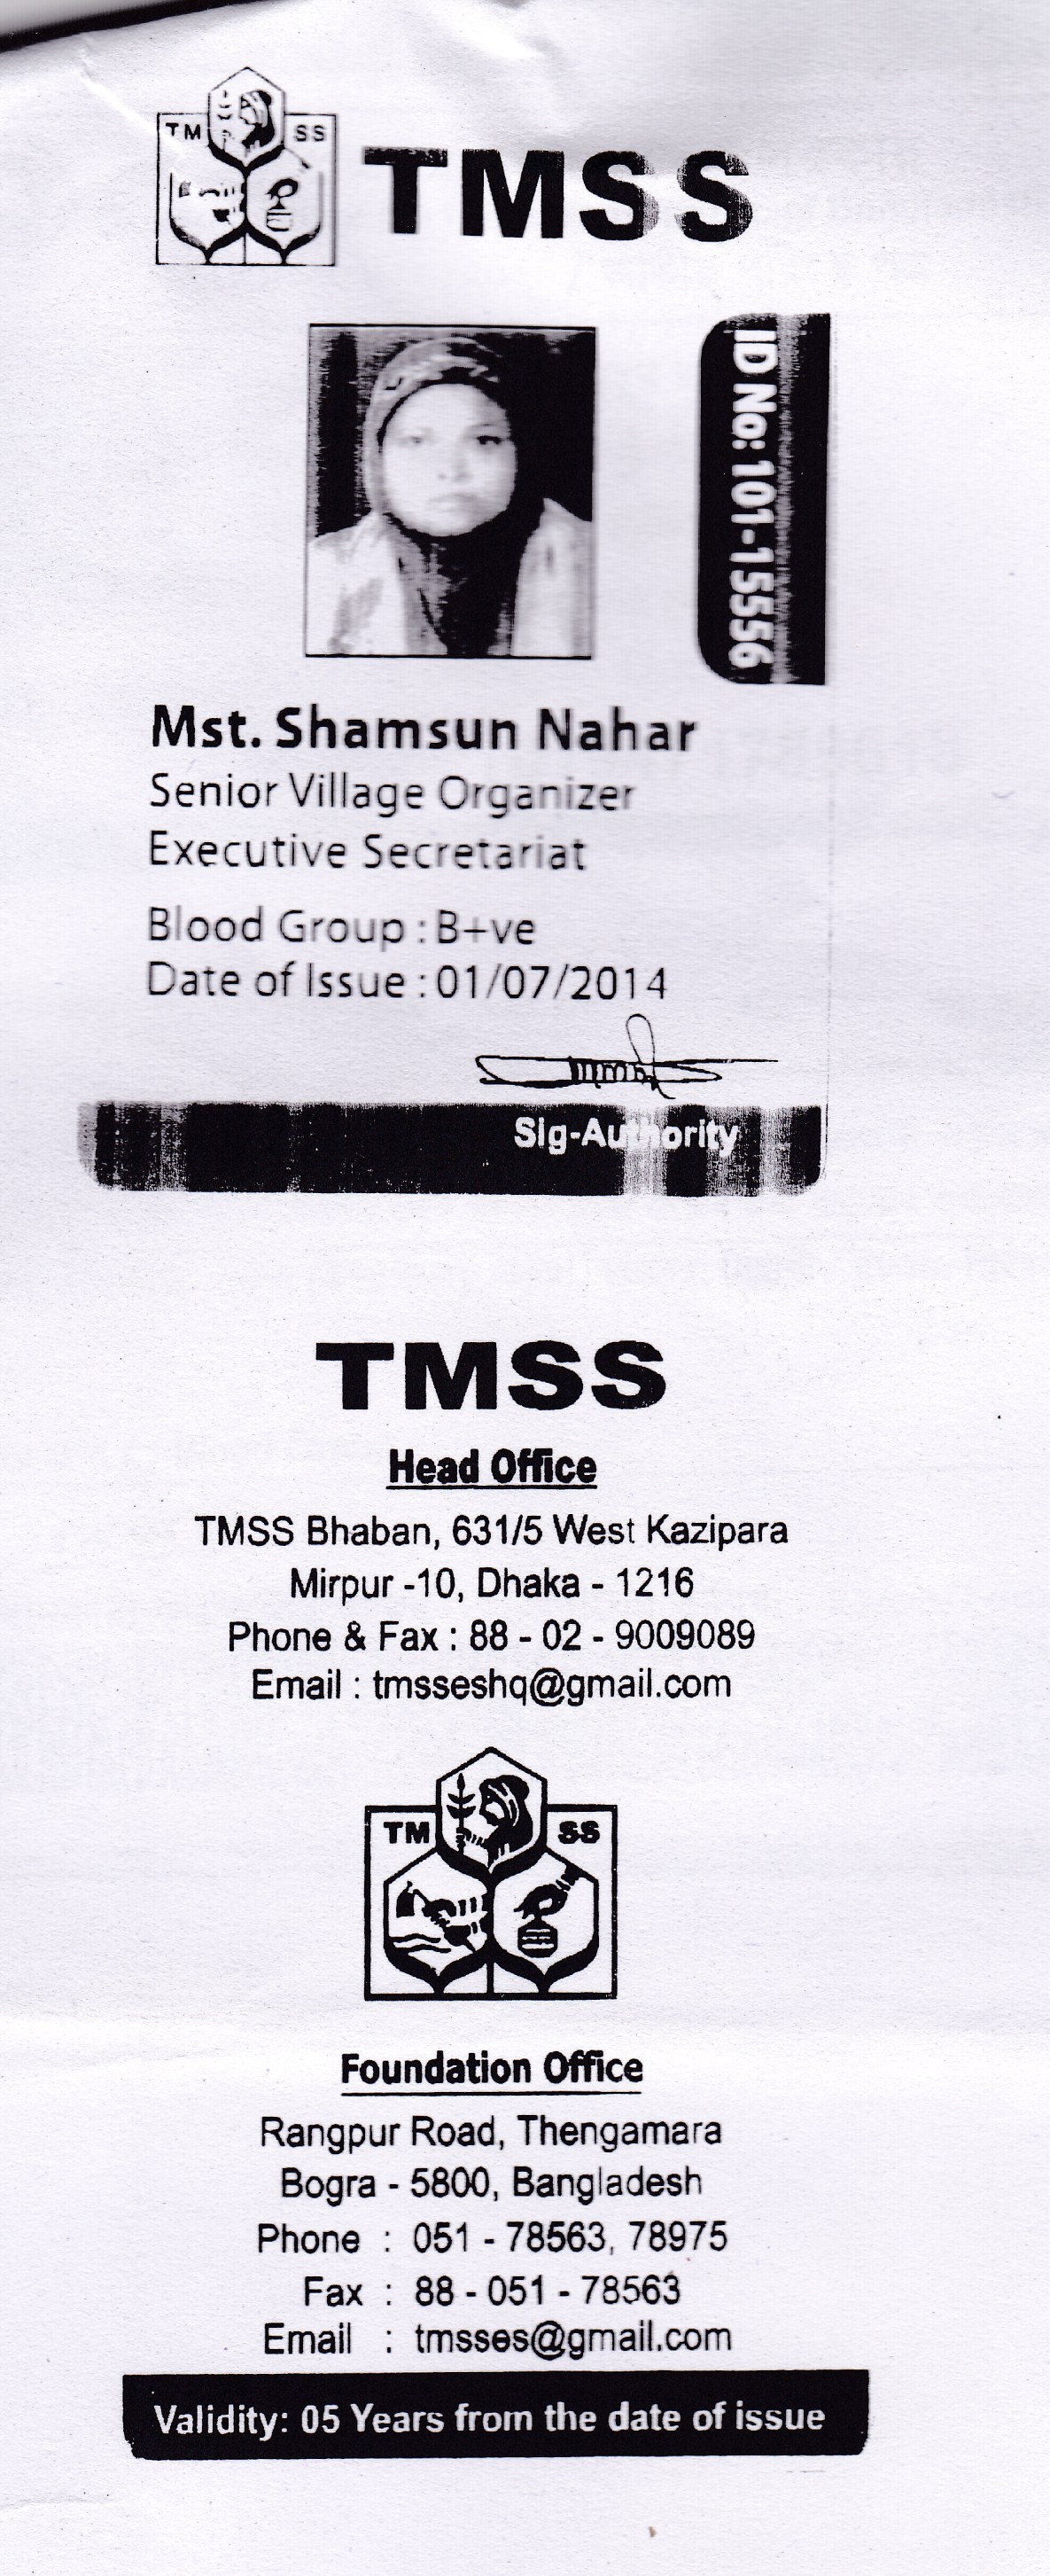 TM SS
TMSS
ID No: 101-15556
Mst. Shamsun Nahar
Senior Village Organizer
Executive Secretariat
Blood Group : B+ve
Date of Issue : 01/07/2014
Sig-Authority
TMSS
Head Office
TMSS Bhaban, 631/5 West Kazipara
Mirpur -10, Dhaka - 1216
Phone & Fax : 88 - 02 - 9009089
Email : tmsseshq@gmail.com
TM SS
Foundation Office
Rangpur Road, Thengamara
Bogra - 5800, Bangladesh
Phone : 051 - 78563, 78975
Fax : 88 - 051 - 78563
Email : tmsses@gmail.com
Validity: 05 Years from the date of issue